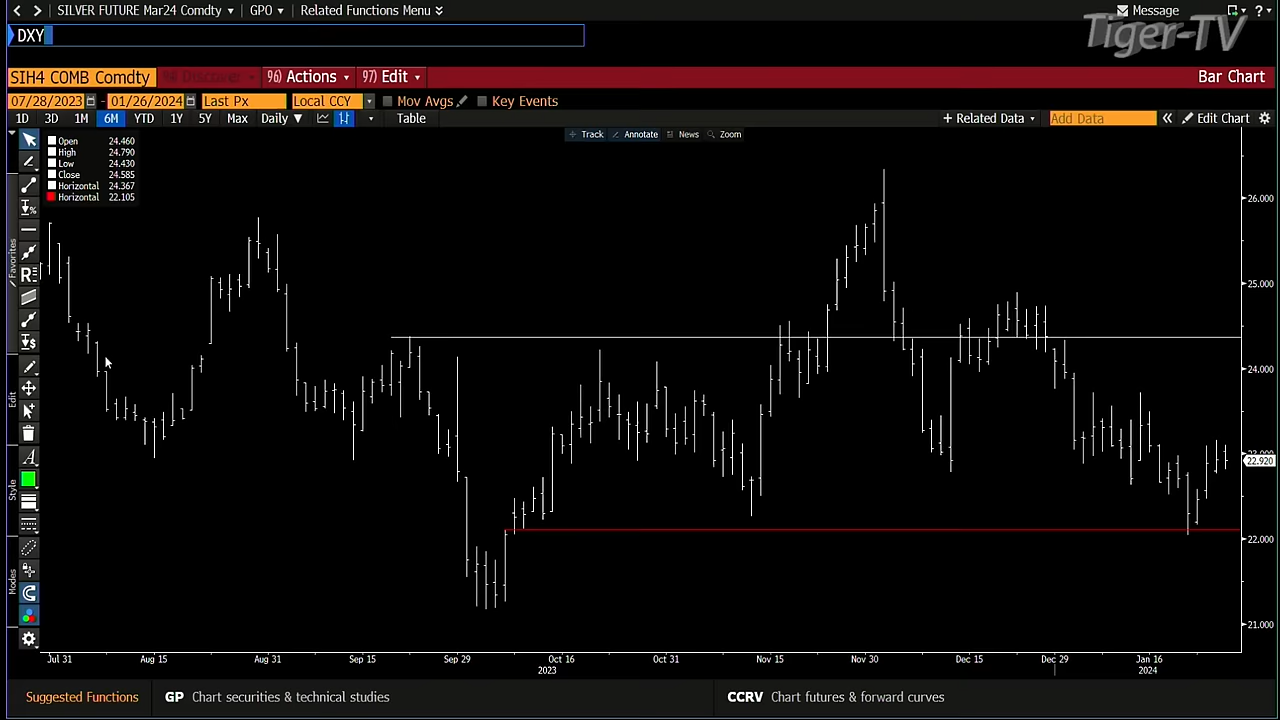 SILVER FUTURE Mar24 Comdty GPO Related Functions Menu Message ?
DXY
Tiger-TV
SIH4 COMB Comdty 96) Actions 97) Edit Bar Chart
07/28/2023 - 01/26/2024 Last Px Local CCY Mov Avgs Key Events
1D 3D 1M 6M YTD 1Y 5Y Max Daily Table + Related Data Add Data Edit Chart
Track Annotate News Zoom
Open 24.460
High 24.790
Low 24.430
Close 24.585
Horizontal 24.367
Horizontal 22.105
Favorites
Edit
Style
Modes
26.000
25.000
24.000
23.000
22.920
22.000
21.000
Jul 31 Aug 15 Aug 31 Sep 15 Sep 29 Oct 16 Oct 31 Nov 15 Nov 30 Dec 15 Dec 29 Jan 16
2023 2024
Suggested Functions GP Chart securities & technical studies CCRV Chart futures & forward curves